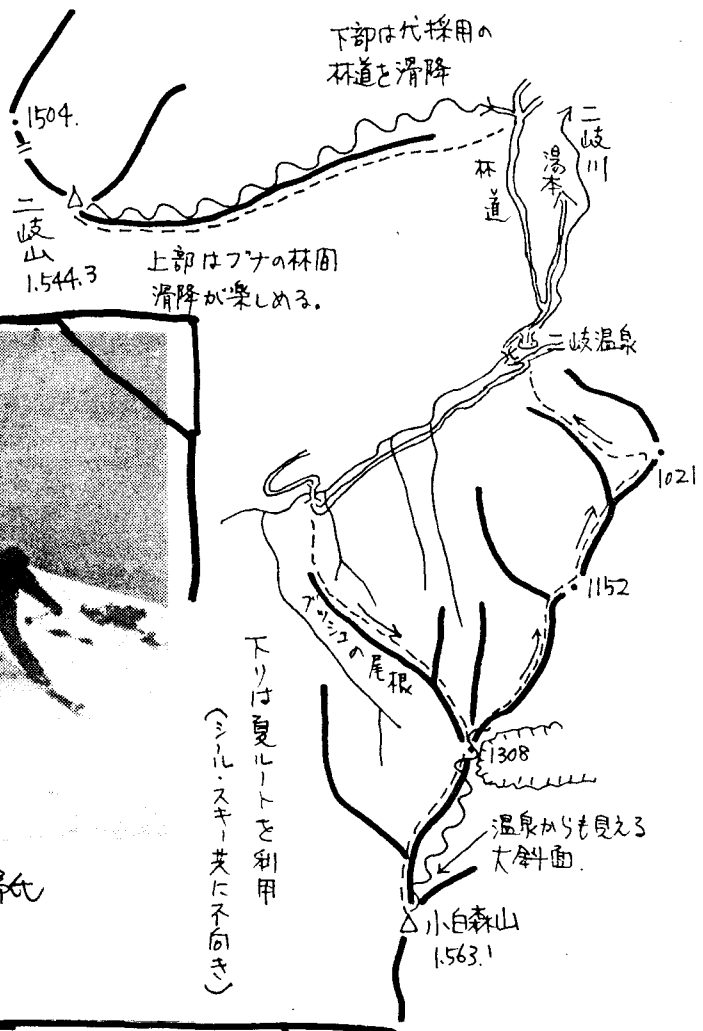 下部は代採用の
林道を滑降
1504.
二岐山
1.544.3
上部はブナの林間
滑降が楽しめる。
林道
湯本へ
二岐川
二岐温泉
1021
1152
ブッシュの尾根
1308
下りは夏ルートを利用
(シール・スキー共に不向き)
温泉からも見える
大斜面.
小白森山
1.563.1